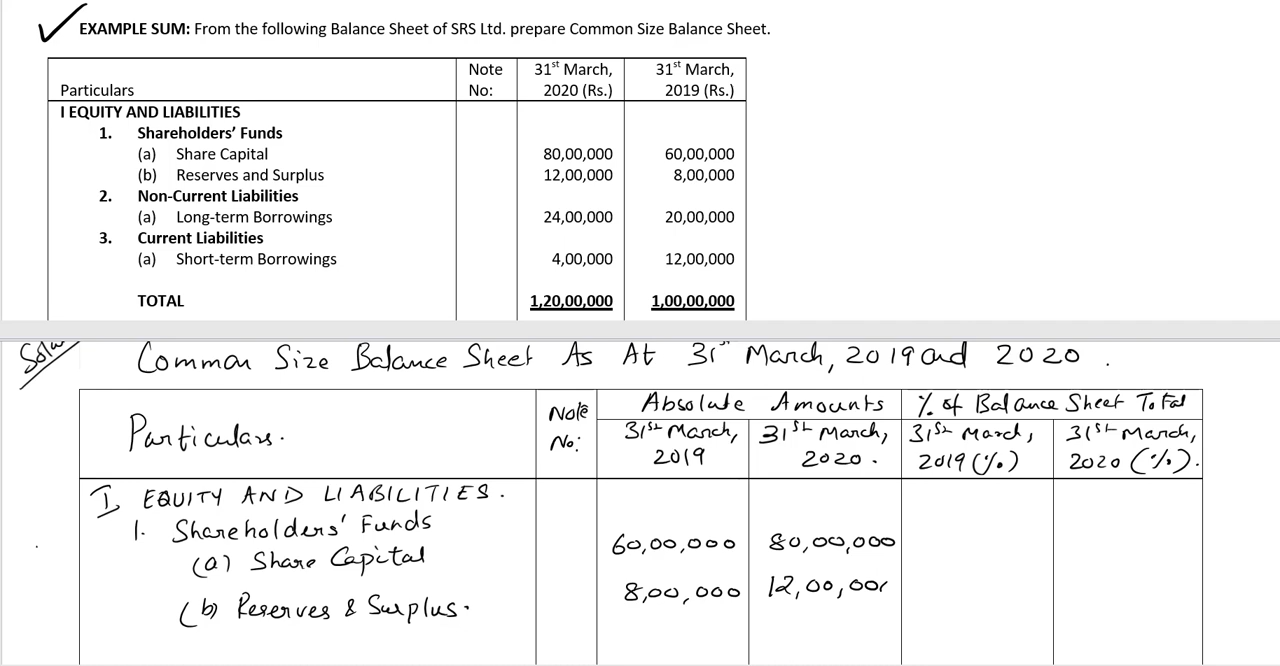 EXAMPLE SUM: From the following Balance Sheet of SRS Ltd. prepare Common Size Balance Sheet.
Particulars Note No: 31st March, 2020 (Rs.) 31st March, 2019 (Rs.)
I EQUITY AND LIABILITIES
1. Shareholders' Funds
(a) Share Capital 80,00,000 60,00,000
(b) Reserves and Surplus 12,00,000 8,00,000
2. Non-Current Liabilities
(a) Long-term Borrowings 24,00,000 20,00,000
3. Current Liabilities
(a) Short-term Borrowings 4,00,000 12,00,000
TOTAL 1,20,00,000 1,00,00,000
Common Size Balance Sheet As At 31st March, 2019 and 2020.
Particulars. Note No: Absolute Amounts % of Balance Sheet Total
31st March, 2019 31st March, 2020. 31st March, 2019 (%) 31st March, 2020 (%).
I EQUITY AND LIABILITIES.
1. Shareholders' Funds
(a) Share Capital 60,00,000 80,00,000
(b) Reserves & Surplus. 8,00,000 12,00,000